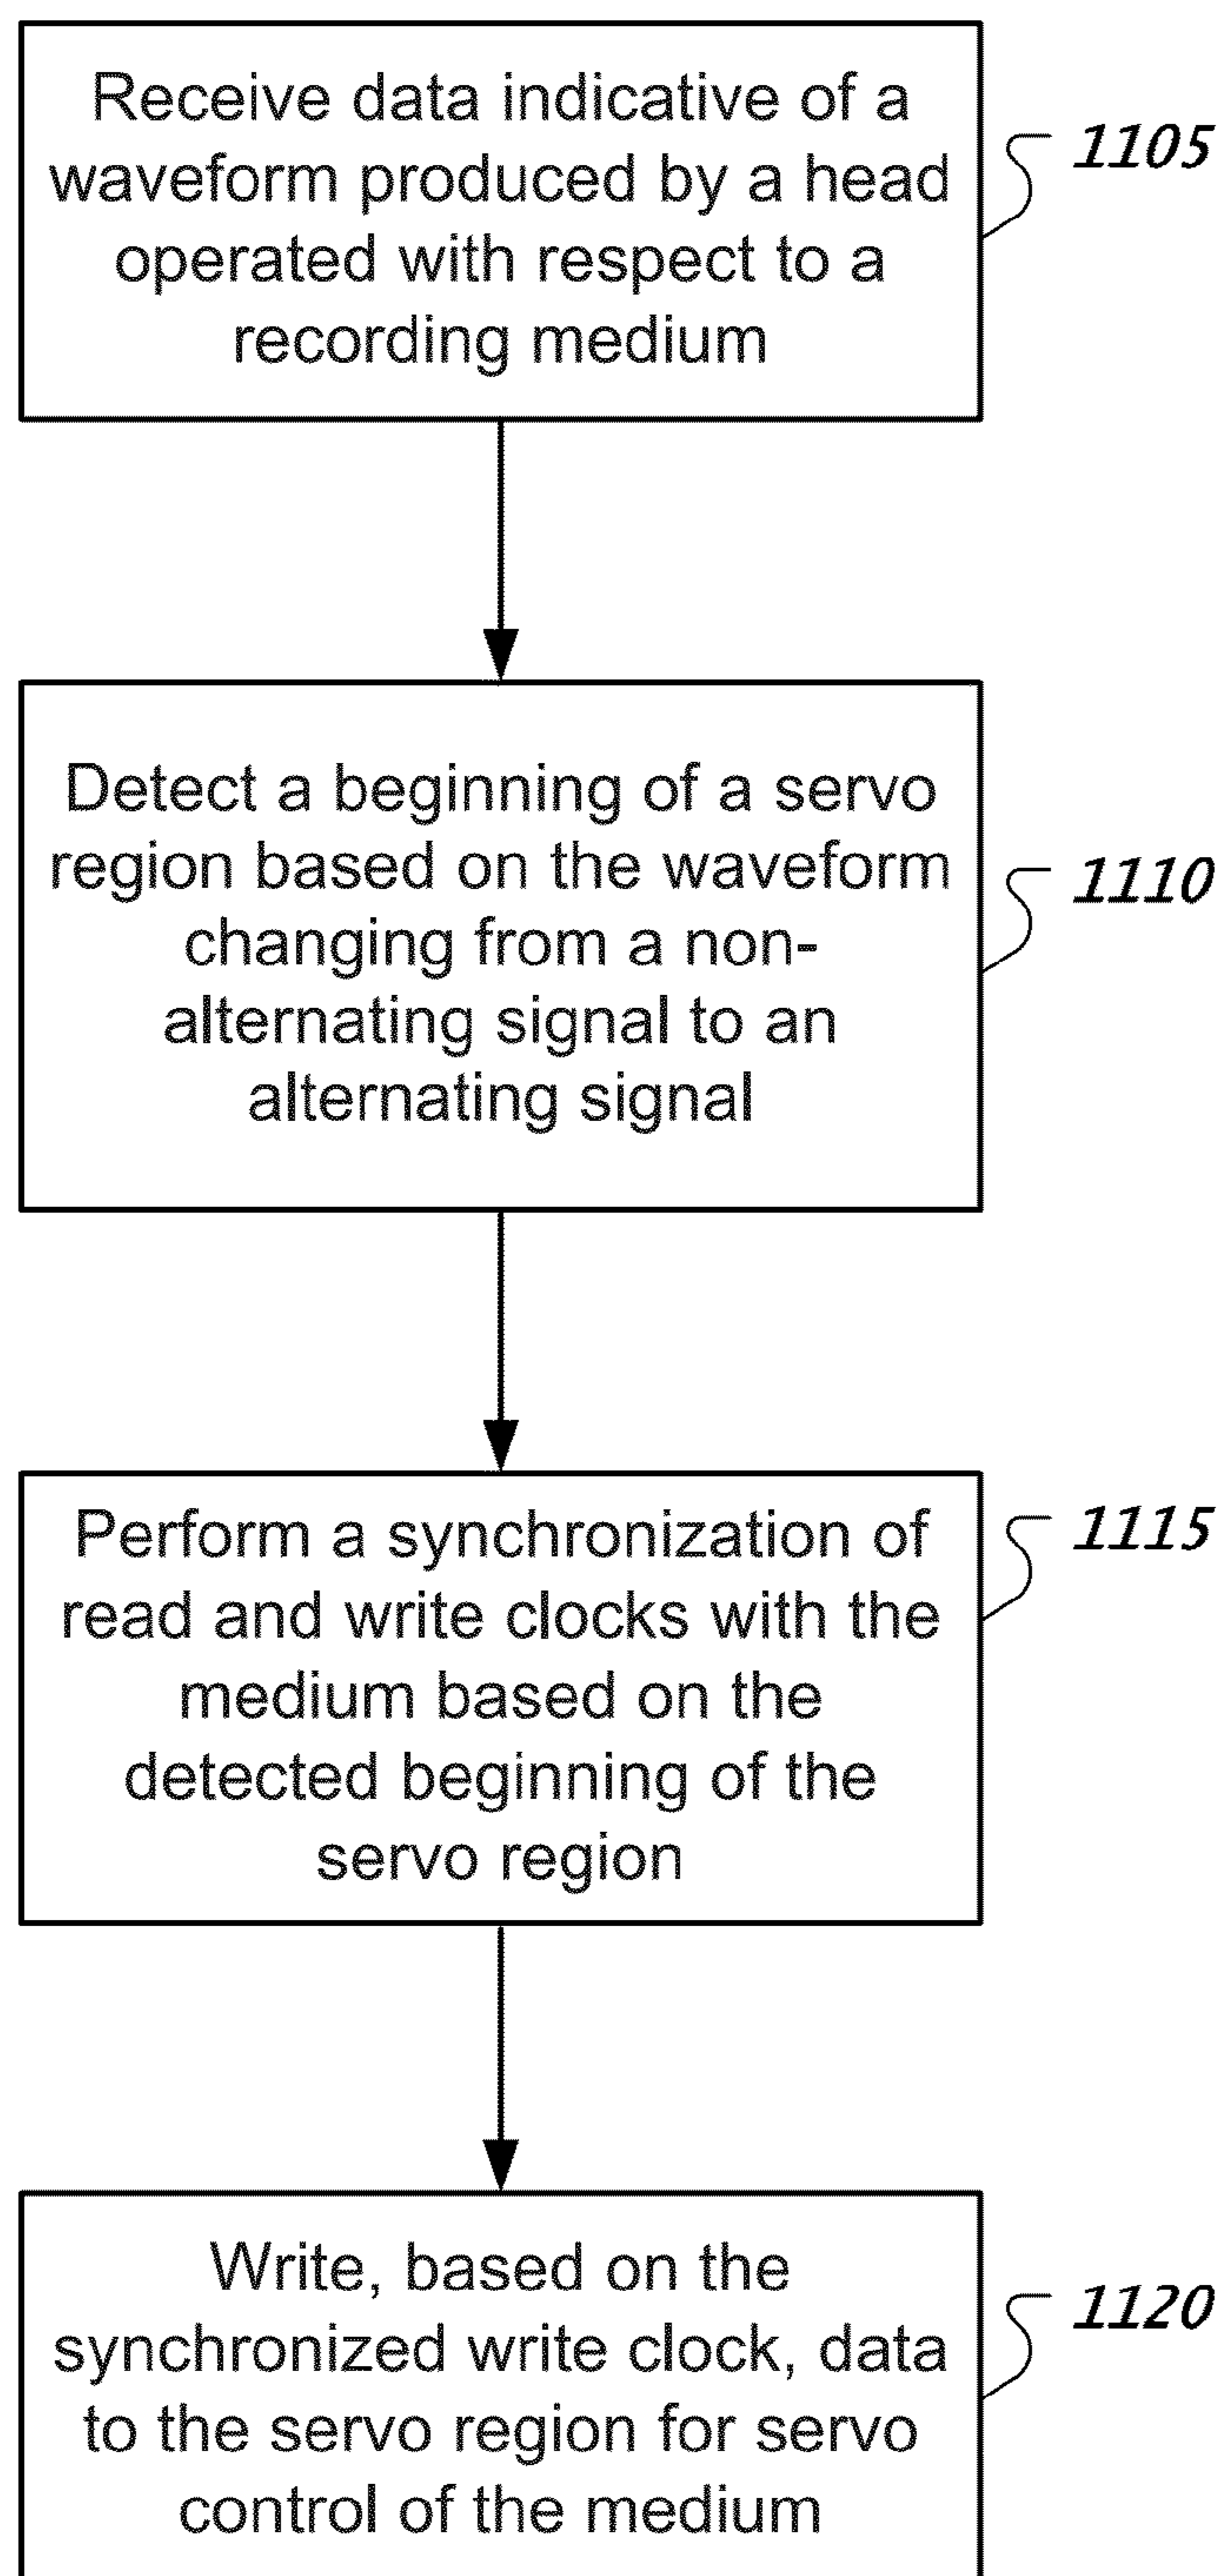 Receive data indicative of a
waveform produced by a head
operated with respect to a
recording medium
1105
Detect a beginning of a servo
region based on the waveform
changing from a non-
alternating signal to an
alternating signal
1110
Perform a synchronization of
read and write clocks with the
medium based on the
detected beginning of the
servo region
1115
Write, based on the
synchronized write clock, data
to the servo region for servo
control of the medium
1120